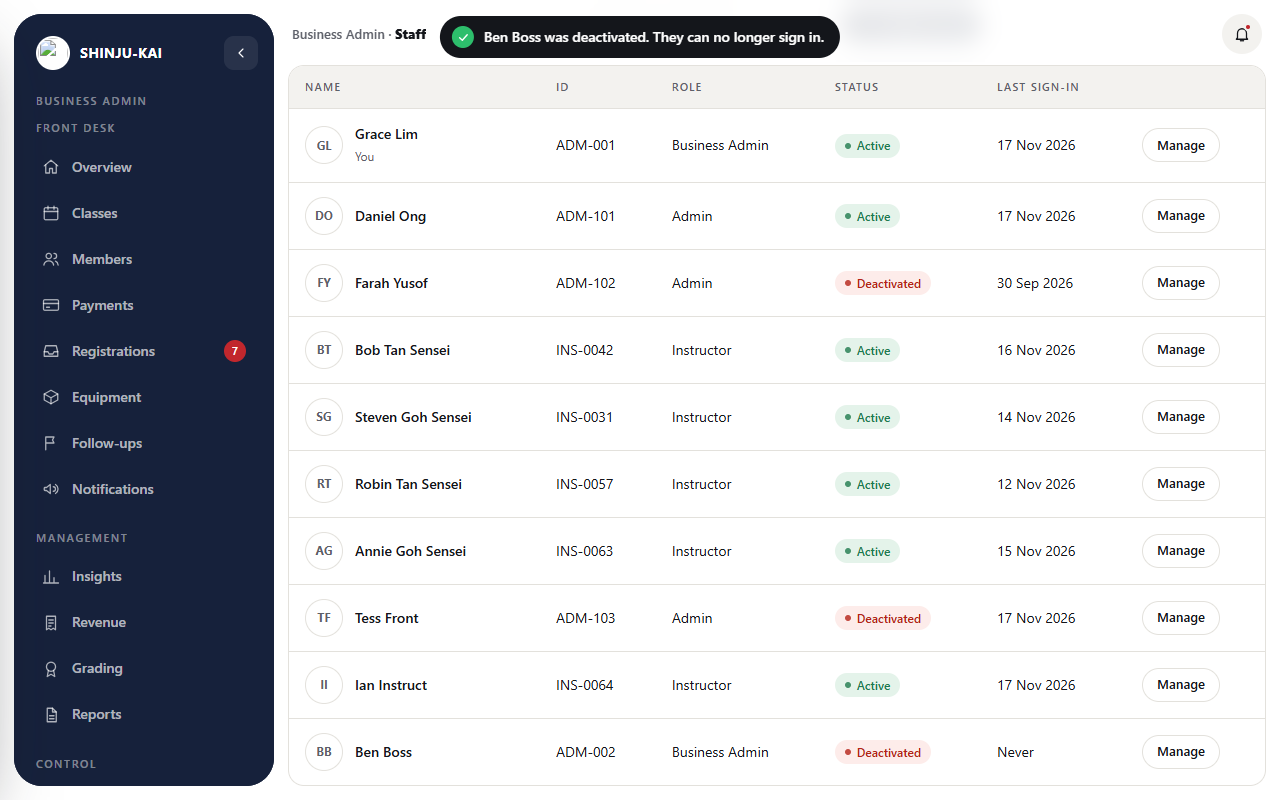 SHINJU-KAI
BUSINESS ADMIN
FRONT DESK
Overview
Classes
Members
Payments
Registrations 7
Equipment
Follow-ups
Notifications
MANAGEMENT
Insights
Revenue
Grading
Reports
CONTROL
Business Admin · Staff
Ben Boss was deactivated. They can no longer sign in.
NAME ID ROLE STATUS LAST SIGN-IN
GL Grace Lim You ADM-001 Business Admin Active 17 Nov 2026 Manage
DO Daniel Ong ADM-101 Admin Active 17 Nov 2026 Manage
FY Farah Yusof ADM-102 Admin Deactivated 30 Sep 2026 Manage
BT Bob Tan Sensei INS-0042 Instructor Active 16 Nov 2026 Manage
SG Steven Goh Sensei INS-0031 Instructor Active 14 Nov 2026 Manage
RT Robin Tan Sensei INS-0057 Instructor Active 12 Nov 2026 Manage
AG Annie Goh Sensei INS-0063 Instructor Active 15 Nov 2026 Manage
TF Tess Front ADM-103 Admin Deactivated 17 Nov 2026 Manage
II Ian Instruct INS-0064 Instructor Active 17 Nov 2026 Manage
BB Ben Boss ADM-002 Business Admin Deactivated Never Manage